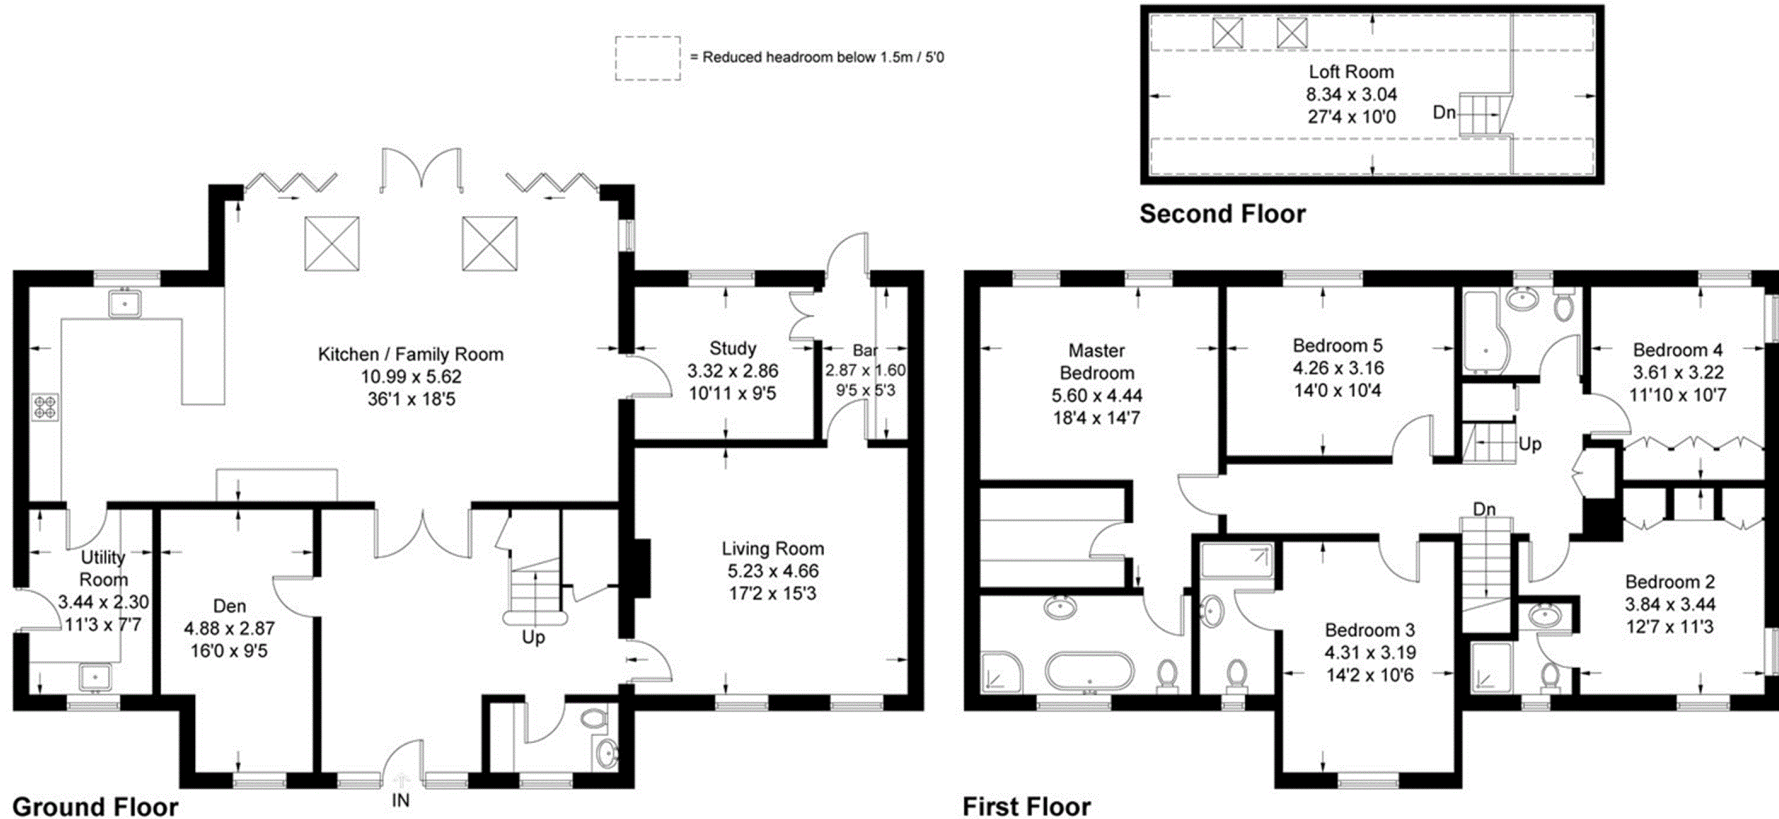 = Reduced headroom below 1.5m / 5'0
Loft Room
8.34 x 3.04
27'4 x 10'0
Dn
Second Floor
Kitchen / Family Room
10.99 x 5.62
36'1 x 18'5
Study
3.32 x 2.86
10'11 x 9'5
Bar
2.87 x 1.60
9'5 x 5'3
Utility
Room
3.44 x 2.30
11'3 x 7'7
Den
4.88 x 2.87
16'0 x 9'5
Up
Living Room
5.23 x 4.66
17'2 x 15'3
IN
Ground Floor
Master
Bedroom
5.60 x 4.44
18'4 x 14'7
Bedroom 5
4.26 x 3.16
14'0 x 10'4
Bedroom 4
3.61 x 3.22
11'10 x 10'7
Up
Dn
Bedroom 3
4.31 x 3.19
14'2 x 10'6
Bedroom 2
3.84 x 3.44
12'7 x 11'3
First Floor